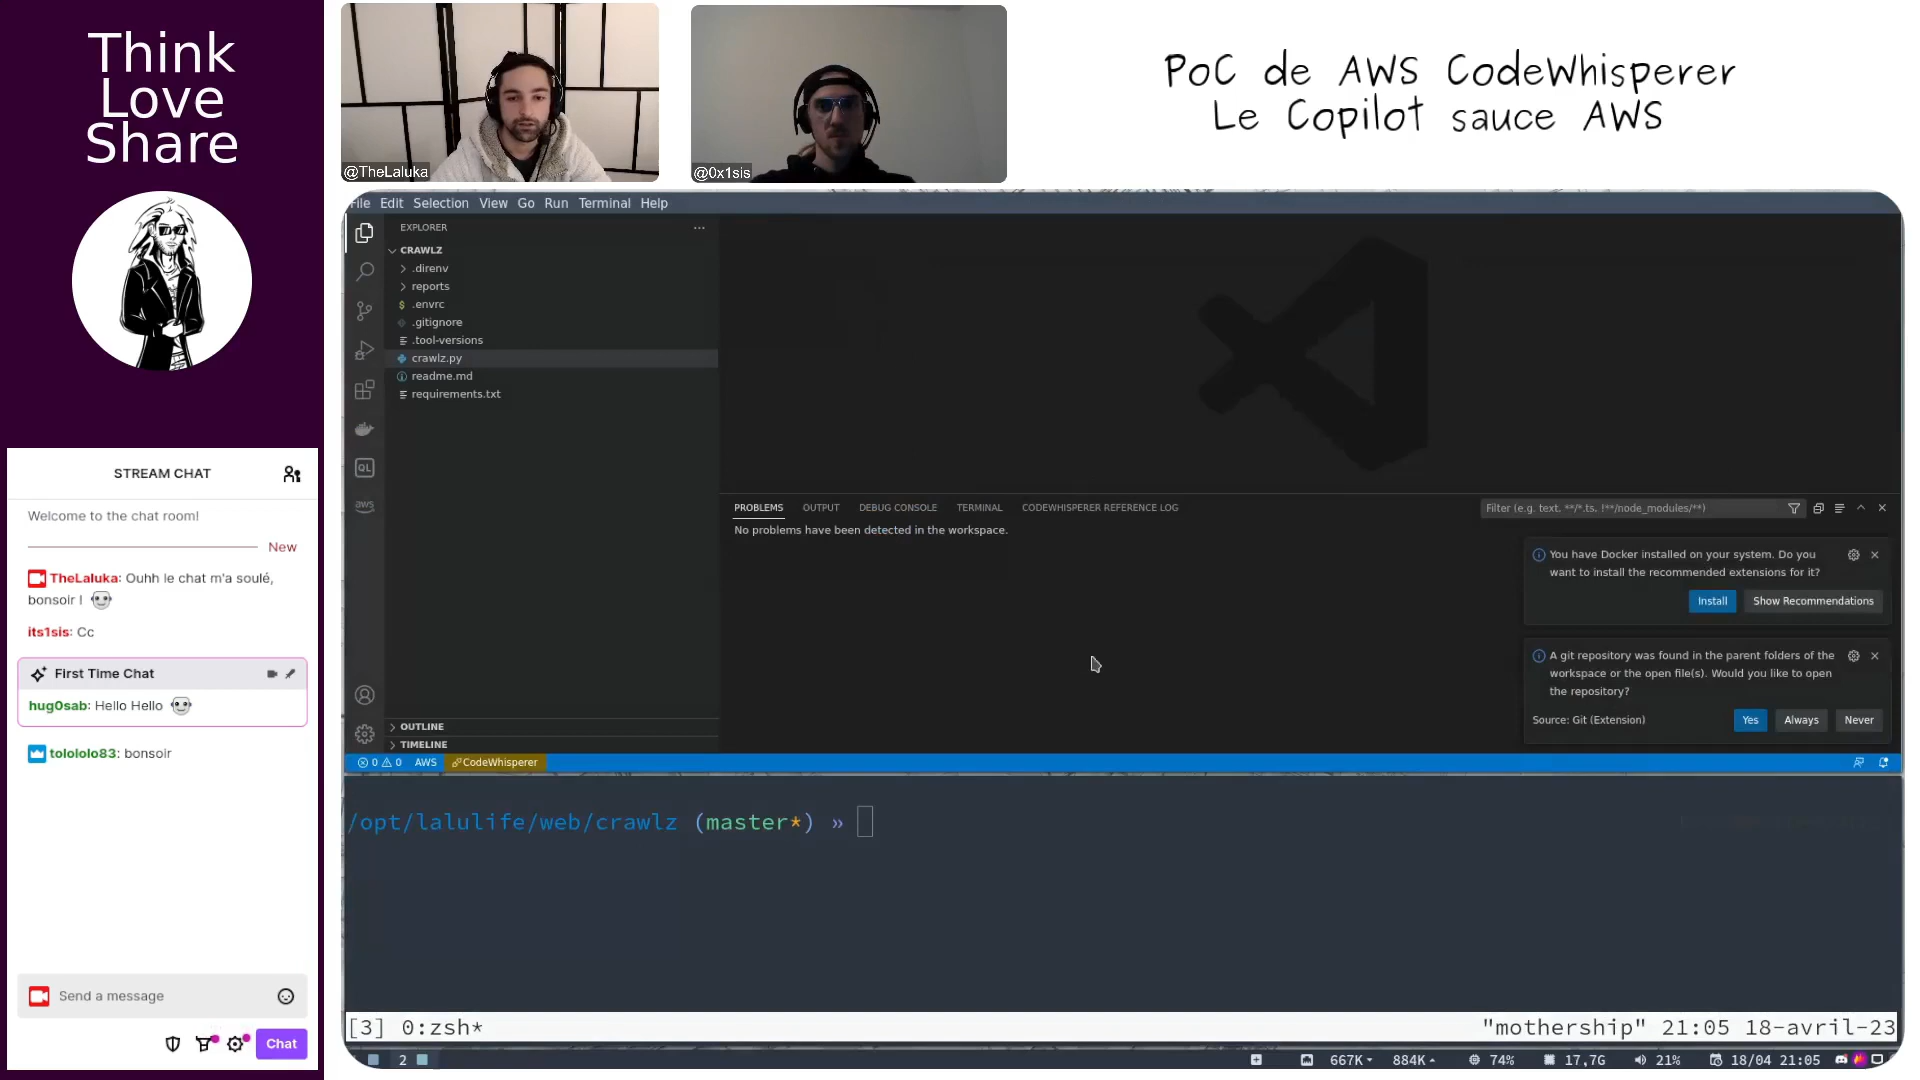 Think
Love
Share
@TheLaluka
@0x1sis
PoC de AWS CodeWhisperer
Le Copilot sauce AWS
File Edit Selection View Go Run Terminal Help
EXPLORER
CRAWLZ
.direnv
reports
.envrc
.gitignore
.tool-versions
crawlz.py
readme.md
requirements.txt
QL
aws
OUTLINE
TIMELINE
PROBLEMS OUTPUT DEBUG CONSOLE TERMINAL CODEWHISPERER REFERENCE LOG
Filter (e.g. text, **/*.ts, !**/node_modules/**)
No problems have been detected in the workspace.
You have Docker installed on your system. Do you
want to install the recommended extensions for it?
Install Show Recommendations
A git repository was found in the parent folders of the
workspace or the open file(s). Would you like to open
the repository?
Source: Git (Extension) Yes Always Never
0 0 AWS CodeWhisperer
/opt/lalulife/web/crawlz (master*) »
[3] 0:zsh* "mothership" 21:05 18-avril-23
2 667K 884K 74% 17,7G 21% 18/04 21:05
STREAM CHAT
Welcome to the chat room!
New
TheLaluka: Ouhh le chat m'a soulé,
bonsoir !
its1sis: Cc
First Time Chat
hug0sab: Hello Hello
tolololo83: bonsoir
Send a message
Chat